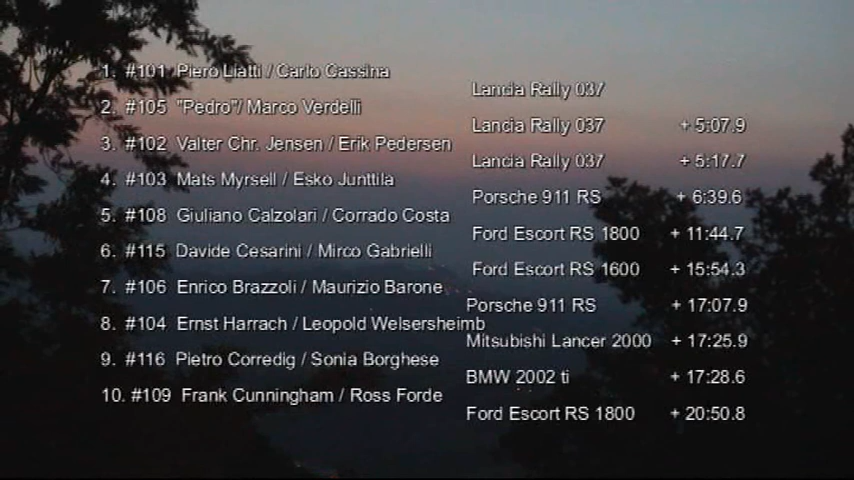 1. #101 Piero Liatti / Carlo Cassina
Lancia Rally 037
2. #105 "Pedro"/ Marco Verdelli
Lancia Rally 037 + 5:07.9
3. #102 Valter Chr. Jensen / Erik Pedersen
Lancia Rally 037 + 5:17.7
4. #103 Mats Myrsell / Esko Junttila
Porsche 911 RS + 6:39.6
5. #108 Giuliano Calzolari / Corrado Costa
Ford Escort RS 1800 + 11:44.7
6. #115 Davide Cesarini / Mirco Gabrielli
Ford Escort RS 1600 + 15:54.3
7. #106 Enrico Brazzoli / Maurizio Barone
Porsche 911 RS + 17:07.9
8. #104 Ernst Harrach / Leopold Welsersheimb
Mitsubishi Lancer 2000 + 17:25.9
9. #116 Pietro Corredig / Sonia Borghese
BMW 2002 ti + 17:28.6
10. #109 Frank Cunningham / Ross Forde
Ford Escort RS 1800 + 20:50.8